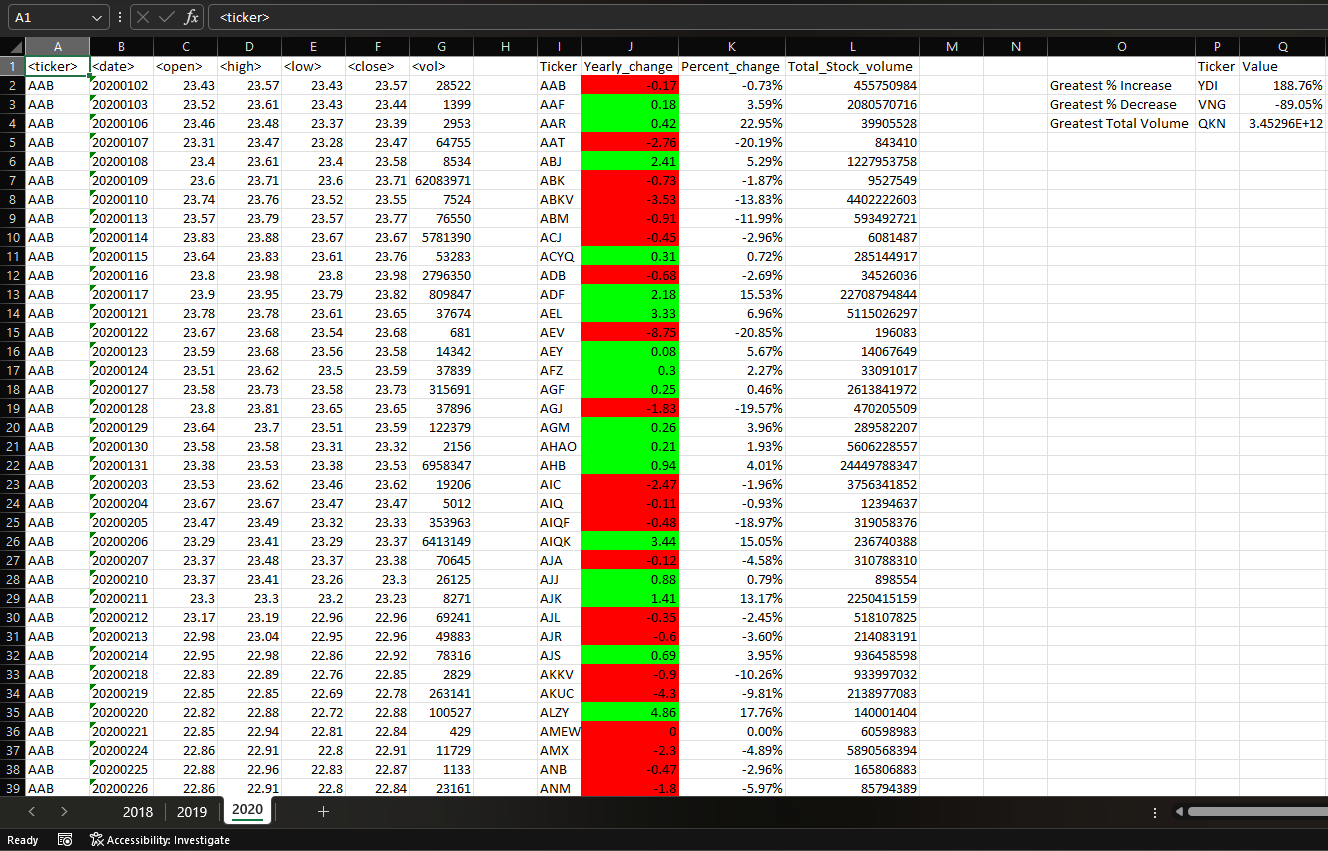 A1 fx <ticker>
A B C D E F G H I J K L M N O P Q
1 <ticker> <date> <open> <high> <low> <close> <vol> Ticker Yearly_change Percent_change Total_Stock_volume Ticker Value
2 AAB 20200102 23.43 23.57 23.43 23.57 28522 AAB -0.17 -0.73% 455750984 Greatest % Increase YDI 188.76%
3 AAB 20200103 23.52 23.61 23.43 23.44 1399 AAF 0.18 3.59% 2080570716 Greatest % Decrease VNG -89.05%
4 AAB 20200106 23.46 23.48 23.37 23.39 2953 AAR 0.42 22.95% 39905528 Greatest Total Volume QKN 3.45296E+12
5 AAB 20200107 23.31 23.47 23.28 23.47 64755 AAT -2.76 -20.19% 843410
6 AAB 20200108 23.4 23.61 23.4 23.58 8534 ABJ 2.41 5.29% 1227953758
7 AAB 20200109 23.6 23.71 23.6 23.71 62083971 ABK -0.73 -1.87% 9527549
8 AAB 20200110 23.74 23.76 23.52 23.55 7524 ABKV -3.53 -13.83% 4402222603
9 AAB 20200113 23.57 23.79 23.57 23.77 76550 ABM -0.91 -11.99% 593492721
10 AAB 20200114 23.83 23.88 23.67 23.67 5781390 ACJ -0.45 -2.96% 6081487
11 AAB 20200115 23.64 23.83 23.61 23.76 53283 ACYQ 0.31 0.72% 285144917
12 AAB 20200116 23.8 23.98 23.8 23.98 2796350 ADB -0.68 -2.69% 34526036
13 AAB 20200117 23.9 23.95 23.79 23.82 809847 ADF 2.18 15.53% 22708794844
14 AAB 20200121 23.78 23.78 23.61 23.65 37674 AEL 3.33 6.96% 5115026297
15 AAB 20200122 23.67 23.68 23.54 23.68 681 AEV -8.75 -20.85% 196083
16 AAB 20200123 23.59 23.68 23.56 23.58 14342 AEY 0.08 5.67% 14067649
17 AAB 20200124 23.51 23.62 23.5 23.59 37839 AFZ 0.3 2.27% 33091017
18 AAB 20200127 23.58 23.73 23.58 23.73 315691 AGF 0.25 0.46% 2613841972
19 AAB 20200128 23.8 23.81 23.65 23.65 37896 AGJ -1.83 -19.57% 470205509
20 AAB 20200129 23.64 23.7 23.51 23.59 122379 AGM 0.26 3.96% 289582207
21 AAB 20200130 23.58 23.58 23.31 23.32 2156 AHAO 0.21 1.93% 5606228557
22 AAB 20200131 23.38 23.53 23.38 23.53 6958347 AHB 0.94 4.01% 24449788347
23 AAB 20200203 23.53 23.62 23.46 23.62 19206 AIC -2.47 -1.96% 3756341852
24 AAB 20200204 23.67 23.67 23.47 23.47 5012 AIQ -0.11 -0.93% 12394637
25 AAB 20200205 23.47 23.49 23.32 23.33 353963 AIQF -0.48 -18.97% 319058376
26 AAB 20200206 23.29 23.41 23.29 23.37 6413149 AIQK 3.44 15.05% 236740388
27 AAB 20200207 23.37 23.48 23.37 23.38 70645 AJA -0.12 -4.58% 310788310
28 AAB 20200210 23.37 23.41 23.26 23.3 26125 AJJ 0.88 0.79% 898554
29 AAB 20200211 23.3 23.3 23.2 23.23 8271 AJK 1.41 13.17% 2250415159
30 AAB 20200212 23.17 23.19 22.96 22.96 69241 AJL -0.35 -2.45% 518107825
31 AAB 20200213 22.98 23.04 22.95 22.96 49883 AJR -0.6 -3.60% 214083191
32 AAB 20200214 22.95 22.98 22.86 22.92 78316 AJS 0.69 3.95% 936458598
33 AAB 20200218 22.83 22.89 22.76 22.85 2829 AKKV -0.9 -10.26% 933997032
34 AAB 20200219 22.85 22.85 22.69 22.78 263141 AKUC -4.3 -9.81% 2138977083
35 AAB 20200220 22.82 22.88 22.72 22.88 100527 ALZY 4.86 17.76% 140001404
36 AAB 20200221 22.85 22.94 22.81 22.84 429 AMEW 0 0.00% 60598983
37 AAB 20200224 22.86 22.91 22.8 22.91 11729 AMX -2.3 -4.89% 5890568394
38 AAB 20200225 22.88 22.96 22.83 22.87 1133 ANB -0.47 -2.96% 165806883
39 AAB 20200226 22.86 22.91 22.8 22.84 23161 ANM -1.8 -5.97% 85794389
2018 2019 2020 +
Ready Accessibility: Investigate